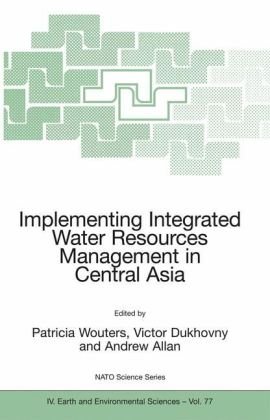 Implementing Integrated
Water Resources
Management in
Central Asia
Edited by
Patricia Wouters, Victor Dukhovny
and Andrew Allan
NATO Science Series
IV. Earth and Environmental Sciences – Vol. 77